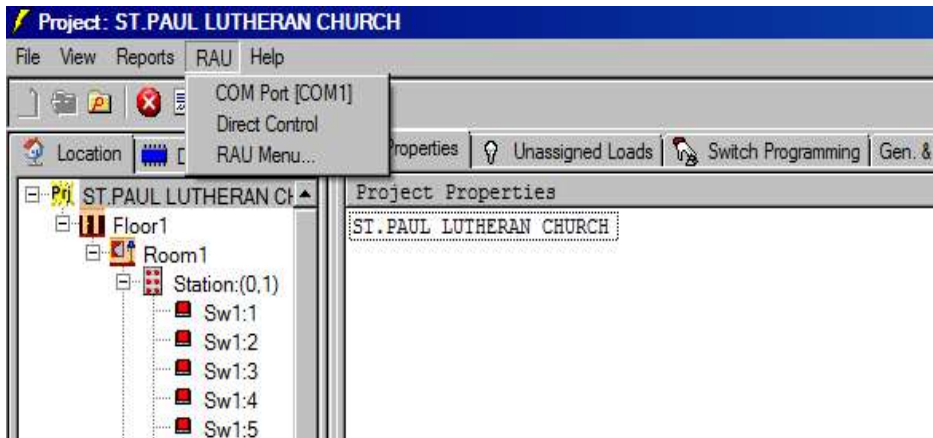 Project: ST.PAUL LUTHERAN CHURCH
File View Reports RAU Help
COM Port [COM1]
Direct Control
RAU Menu...
Location
Properties Unassigned Loads Switch Programming Gen. &
ST.PAUL LUTHERAN CH
Project Properties
ST.PAUL LUTHERAN CHURCH
Floor1
Room1
Station:(0,1)
Sw1:1
Sw1:2
Sw1:3
Sw1:4
Sw1:5